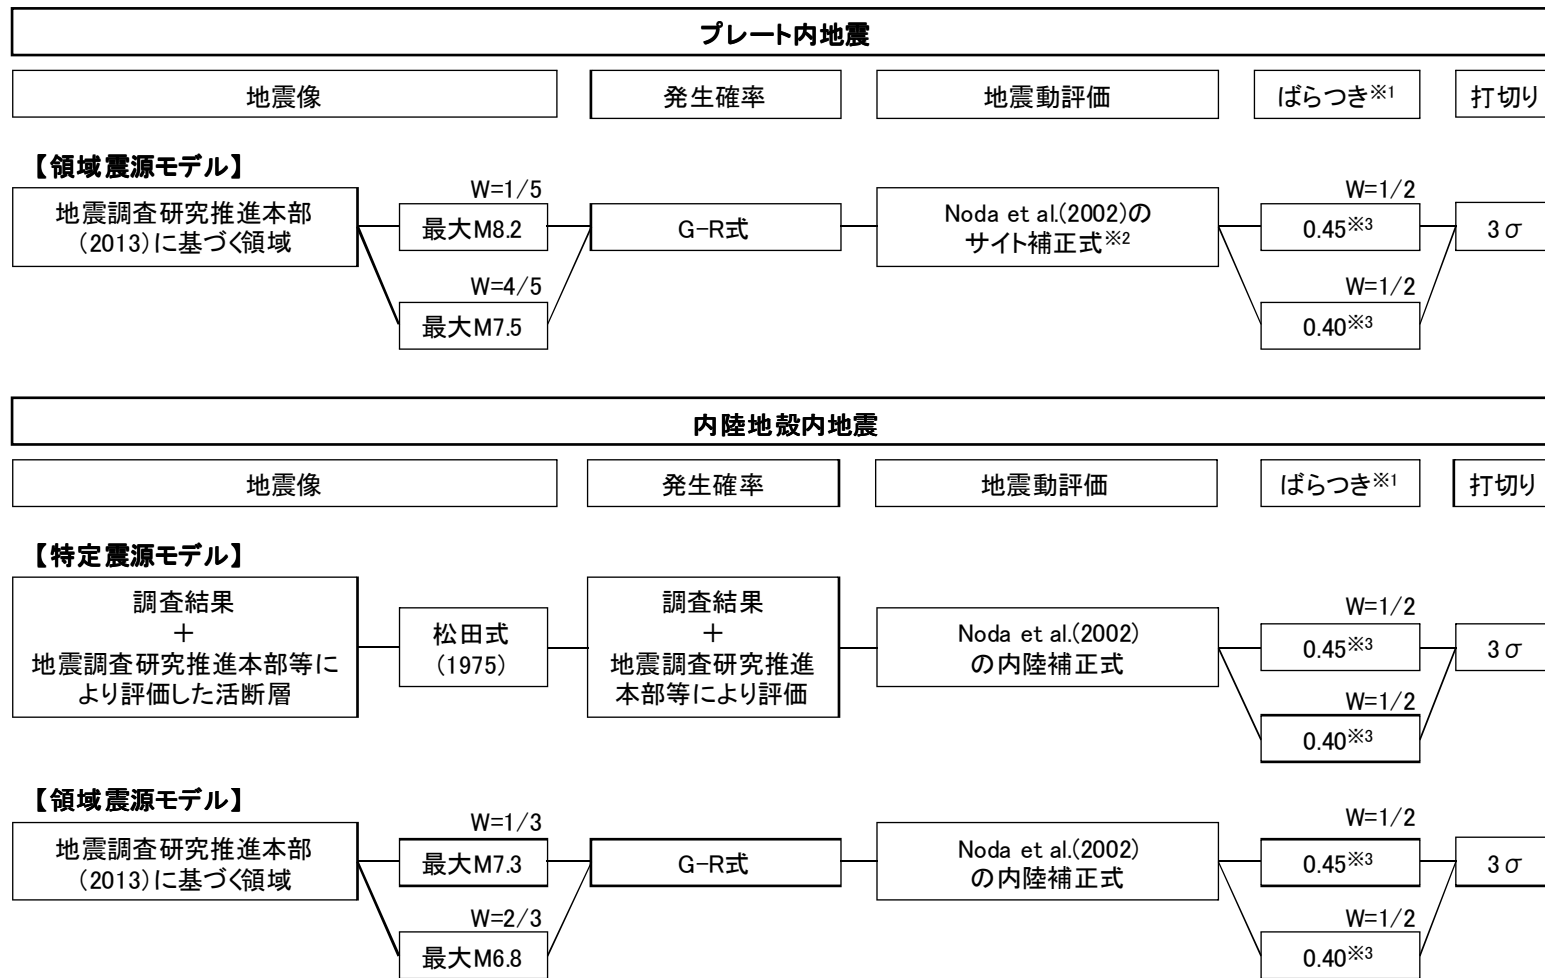 プレート内地震
地震像
発生確率
地震動評価
ばらつき※1
打切り
【領域震源モデル】
地震調査研究推進本部
(2013)に基づく領域
W=1/5
最大M8.2
W=4/5
最大M7.5
G-R式
Noda et al.(2002)の
サイト補正式※2
W=1/2
0.45※3
W=1/2
0.40※3
3σ
内陸地殻内地震
地震像
発生確率
地震動評価
ばらつき※1
打切り
【特定震源モデル】
調査結果
+
地震調査研究推進本部等に
より評価した活断層
松田式
(1975)
調査結果
+
地震調査研究推進
本部等により評価
Noda et al.(2002)
の内陸補正式
W=1/2
0.45※3
W=1/2
0.40※3
3σ
【領域震源モデル】
地震調査研究推進本部
(2013)に基づく領域
W=1/3
最大M7.3
W=2/3
最大M6.8
G-R式
Noda et al.(2002)
の内陸補正式
W=1/2
0.45※3
W=1/2
0.40※3
3σ